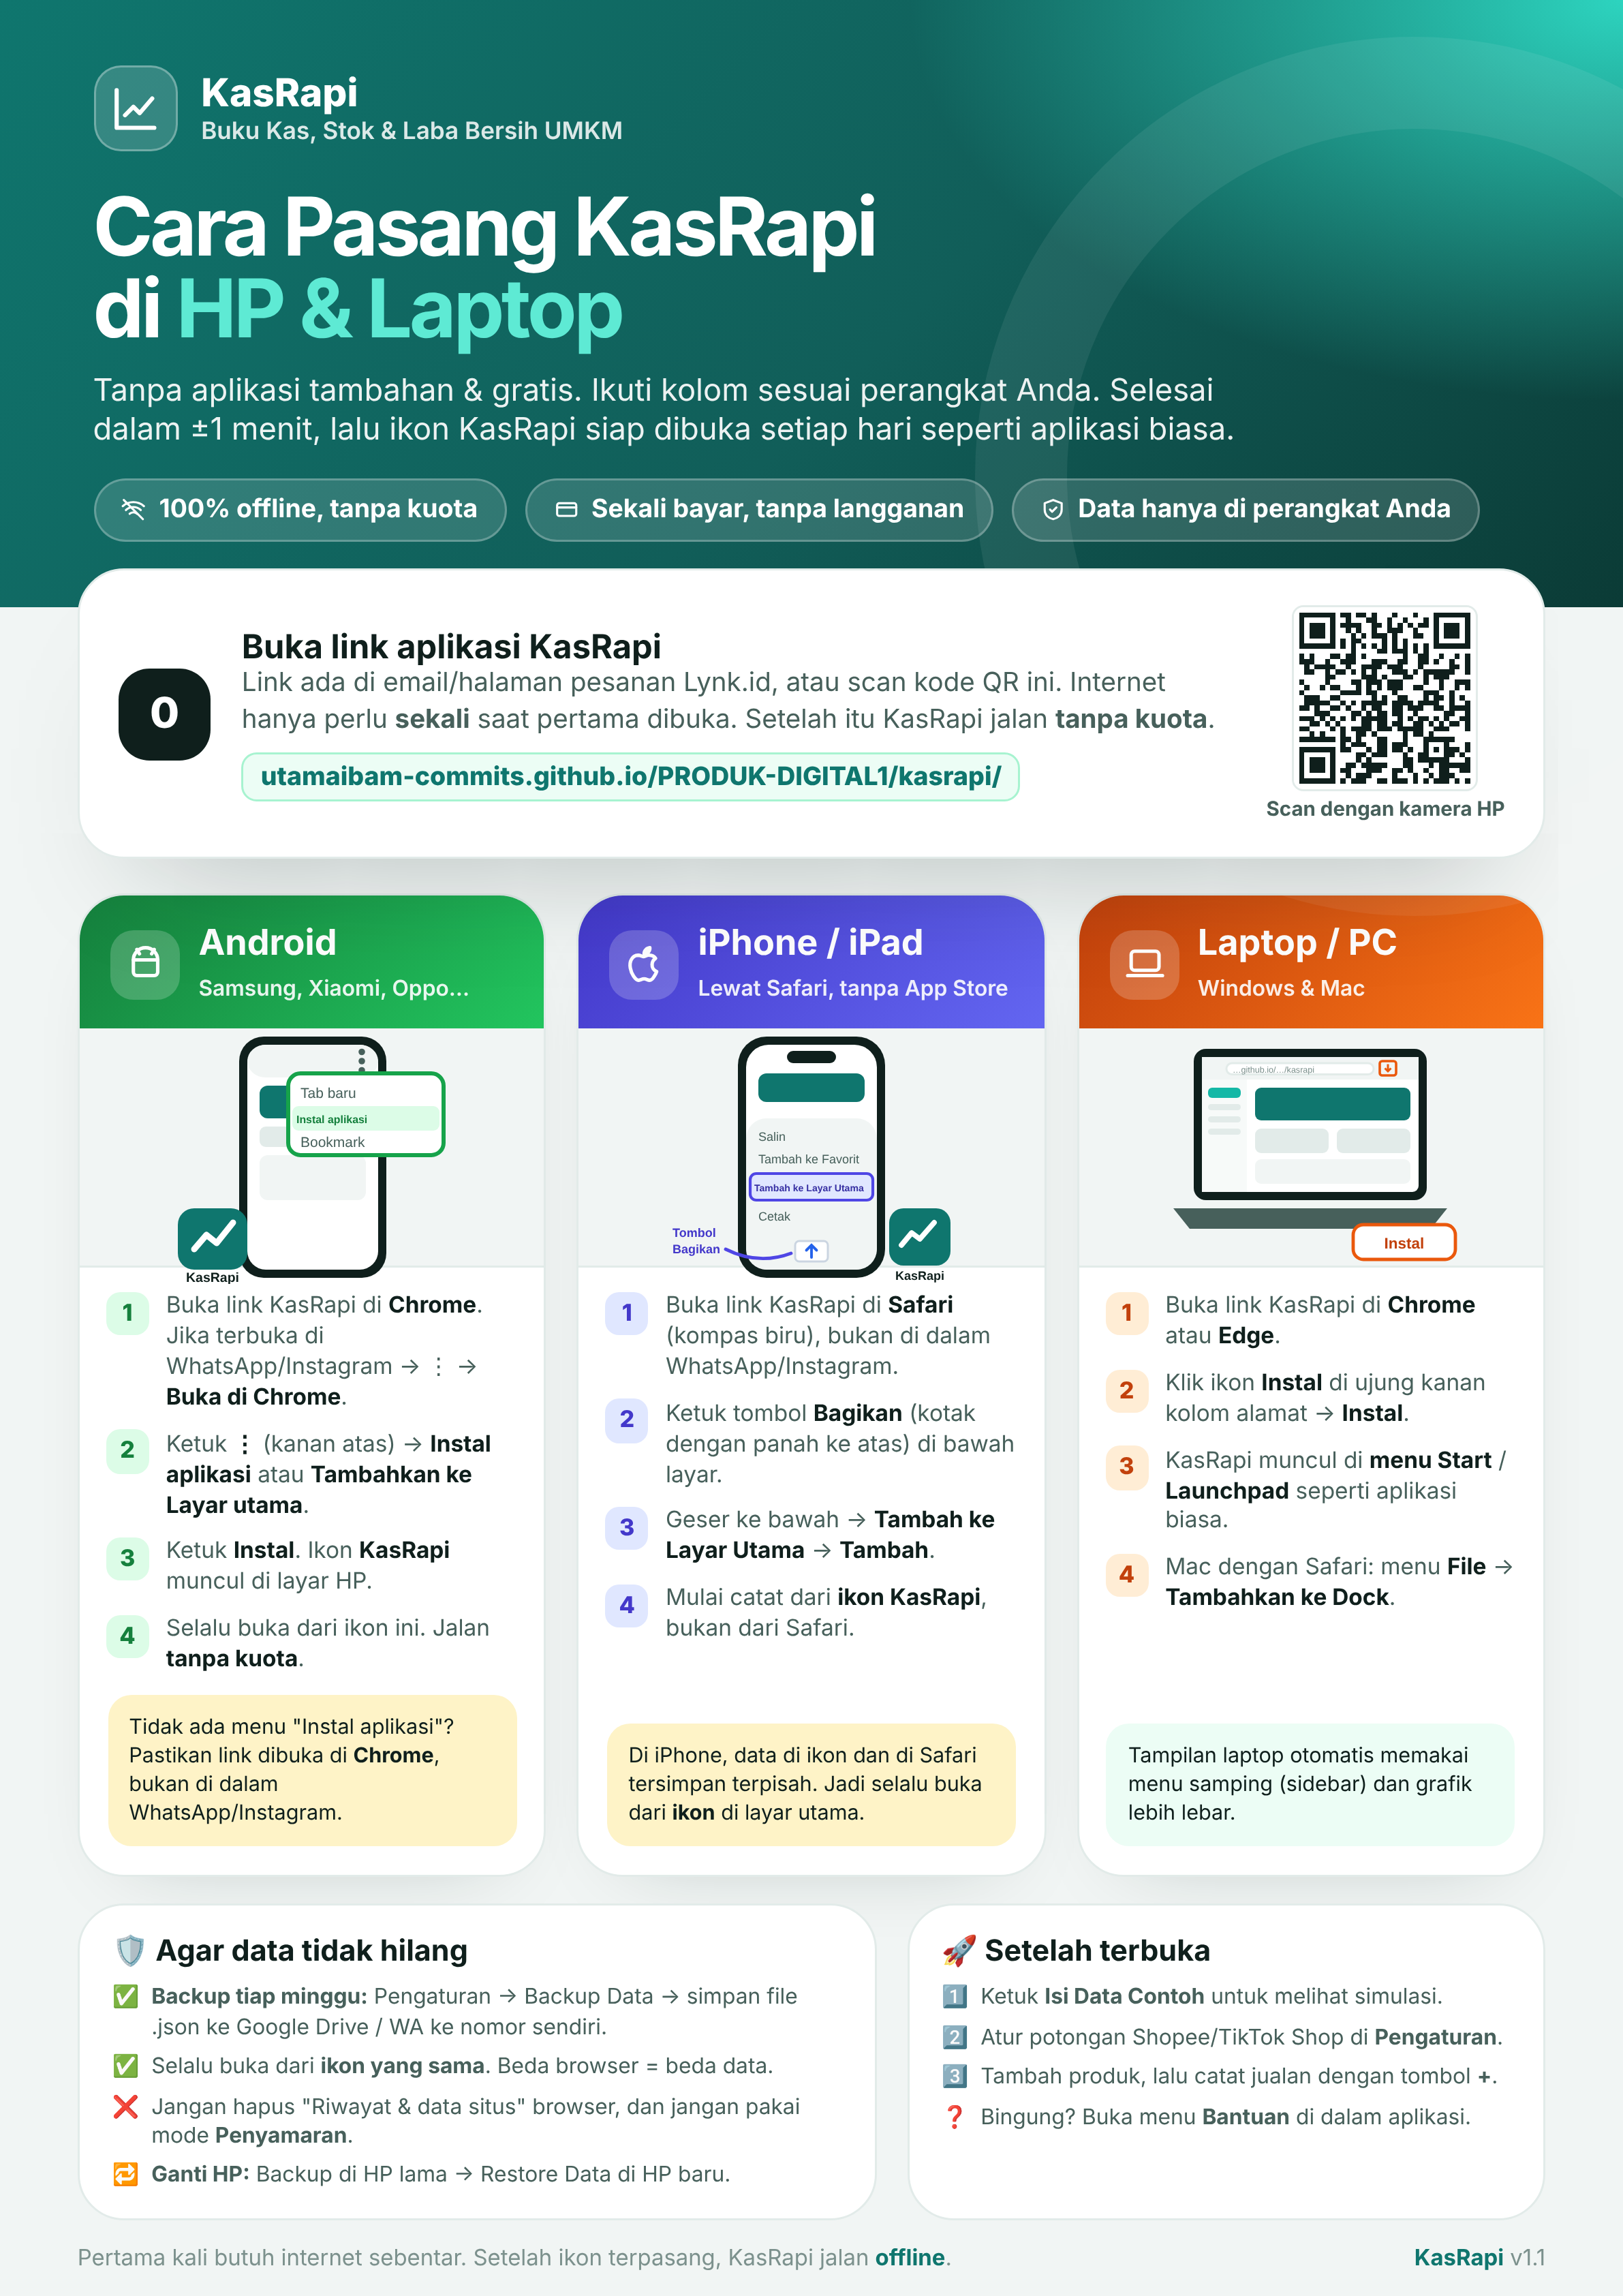 KasRapi
Buku Kas, Stok & Laba Bersih UMKM
Cara Pasang KasRapi
di HP & Laptop
Tanpa aplikasi tambahan & gratis. Ikuti kolom sesuai perangkat Anda. Selesai
dalam ±1 menit, lalu ikon KasRapi siap dibuka setiap hari seperti aplikasi biasa.
100% offline, tanpa kuota
Sekali bayar, tanpa langganan
Data hanya di perangkat Anda
0
Buka link aplikasi KasRapi
Link ada di email/halaman pesanan Lynk.id, atau scan kode QR ini. Internet
hanya perlu sekali saat pertama dibuka. Setelah itu KasRapi jalan tanpa kuota.
utamaibam-commits.github.io/PRODUK-DIGITAL1/kasrapi/
Scan dengan kamera HP
Android
Samsung, Xiaomi, Oppo...
Tab baru
Instal aplikasi
Bookmark
KasRapi
1 Buka link KasRapi di Chrome.
Jika terbuka di
WhatsApp/Instagram → ⋮ →
Buka di Chrome.
2 Ketuk ⋮ (kanan atas) → Instal
aplikasi atau Tambahkan ke
Layar utama.
3 Ketuk Instal. Ikon KasRapi
muncul di layar HP.
4 Selalu buka dari ikon ini. Jalan
tanpa kuota.
Tidak ada menu "Instal aplikasi"?
Pastikan link dibuka di Chrome,
bukan di dalam
WhatsApp/Instagram.
iPhone / iPad
Lewat Safari, tanpa App Store
Salin
Tambah ke Favorit
Tambah ke Layar Utama
Cetak
Tombol
Bagikan
KasRapi
1 Buka link KasRapi di Safari
(kompas biru), bukan di dalam
WhatsApp/Instagram.
2 Ketuk tombol Bagikan (kotak
dengan panah ke atas) di bawah
layar.
3 Geser ke bawah → Tambah ke
Layar Utama → Tambah.
4 Mulai catat dari ikon KasRapi,
bukan dari Safari.
Di iPhone, data di ikon dan di Safari
tersimpan terpisah. Jadi selalu buka
dari ikon di layar utama.
Laptop / PC
Windows & Mac
...github.io/.../kasrapi
Instal
1 Buka link KasRapi di Chrome
atau Edge.
2 Klik ikon Instal di ujung kanan
kolom alamat → Instal.
3 KasRapi muncul di menu Start /
Launchpad seperti aplikasi
biasa.
4 Mac dengan Safari: menu File →
Tambahkan ke Dock.
Tampilan laptop otomatis memakai
menu samping (sidebar) dan grafik
lebih lebar.
🛡️ Agar data tidak hilang
✅ Backup tiap minggu: Pengaturan → Backup Data → simpan file
.json ke Google Drive / WA ke nomor sendiri.
✅ Selalu buka dari ikon yang sama. Beda browser = beda data.
❌ Jangan hapus "Riwayat & data situs" browser, dan jangan pakai
mode Penyamaran.
🔁 Ganti HP: Backup di HP lama → Restore Data di HP baru.
🚀 Setelah terbuka
1️⃣ Ketuk Isi Data Contoh untuk melihat simulasi.
2️⃣ Atur potongan Shopee/TikTok Shop di Pengaturan.
3️⃣ Tambah produk, lalu catat jualan dengan tombol +.
❓ Bingung? Buka menu Bantuan di dalam aplikasi.
Pertama kali butuh internet sebentar. Setelah ikon terpasang, KasRapi jalan offline.
KasRapi v1.1